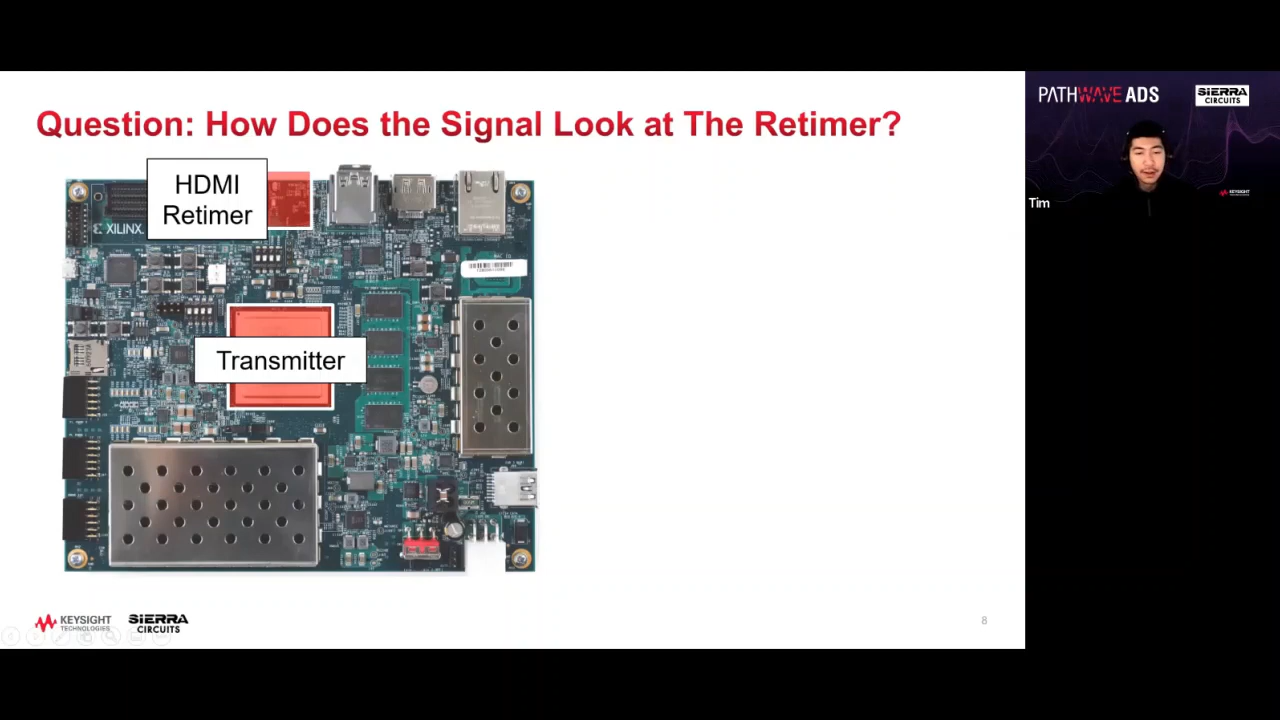 Question: How Does the Signal Look at The Retimer?
PATHWAVE ADS
SIERRA
CIRCUITS
HDMI
Retimer
XILINX
Transmitter
Tim
KEYSIGHT
KEYSIGHT
TECHNOLOGIES
SIERRA
CIRCUITS
8